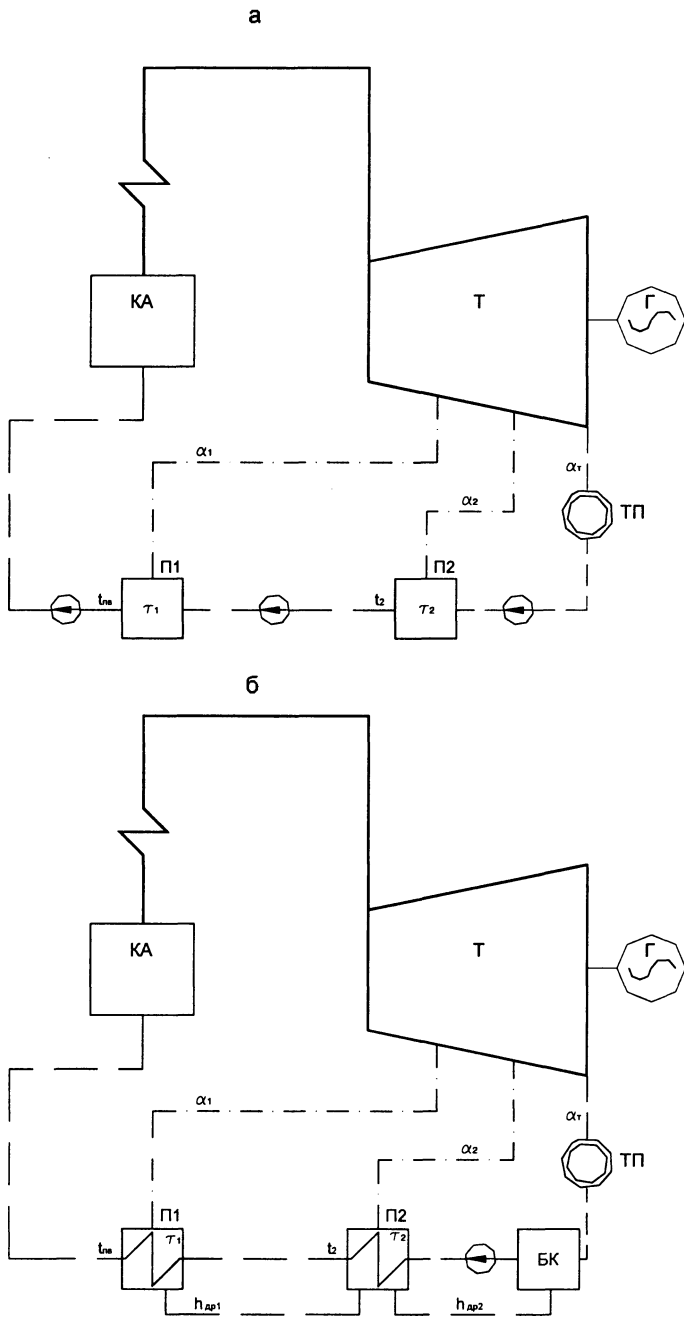 а
КА
Т
Г
α₁
α₂
αт
ТП
П1
П2
tпв
τ₁
t₂
τ₂
б
КА
Т
Г
α₁
α₂
αт
ТП
П1
П2
tпв
τ₁
t₂
τ₂
БК
hдр1
hдр2